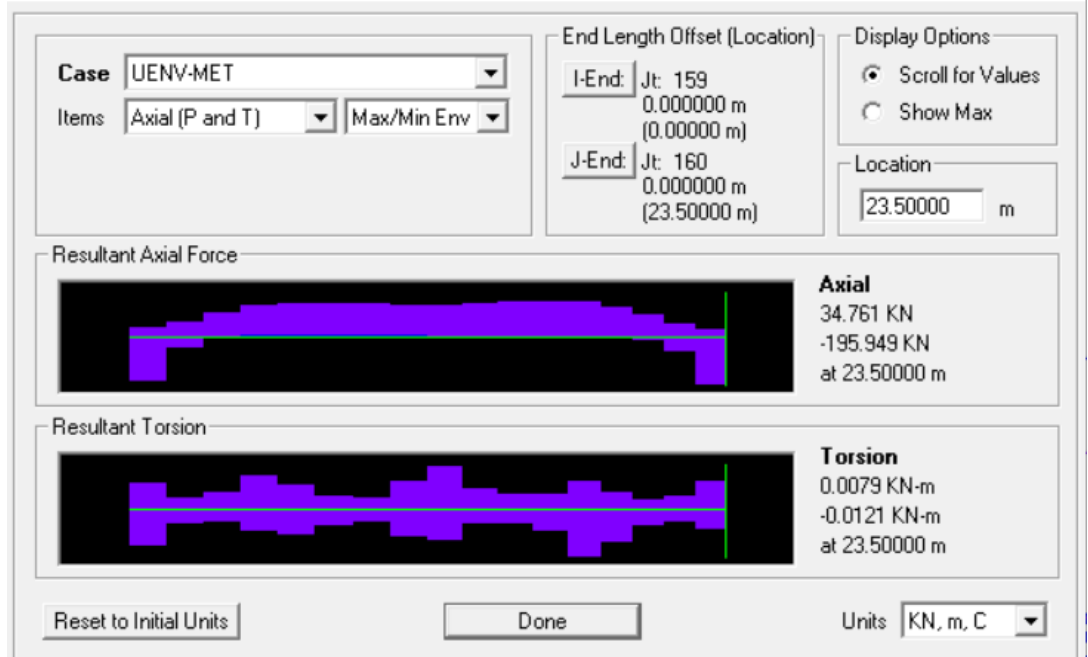 Case UENV-MET
Items Axial (P and T) Max/Min Env
End Length Offset (Location)
I-End: Jt: 159
0.000000 m
(0.00000 m)
J-End: Jt: 160
0.000000 m
(23.50000 m)
Display Options
Scroll for Values
Show Max
Location
23.50000 m
Resultant Axial Force
Axial
34.761 KN
-195.949 KN
at 23.50000 m
Resultant Torsion
Torsion
0.0079 KN-m
-0.0121 KN-m
at 23.50000 m
Reset to Initial Units Done Units KN, m, C